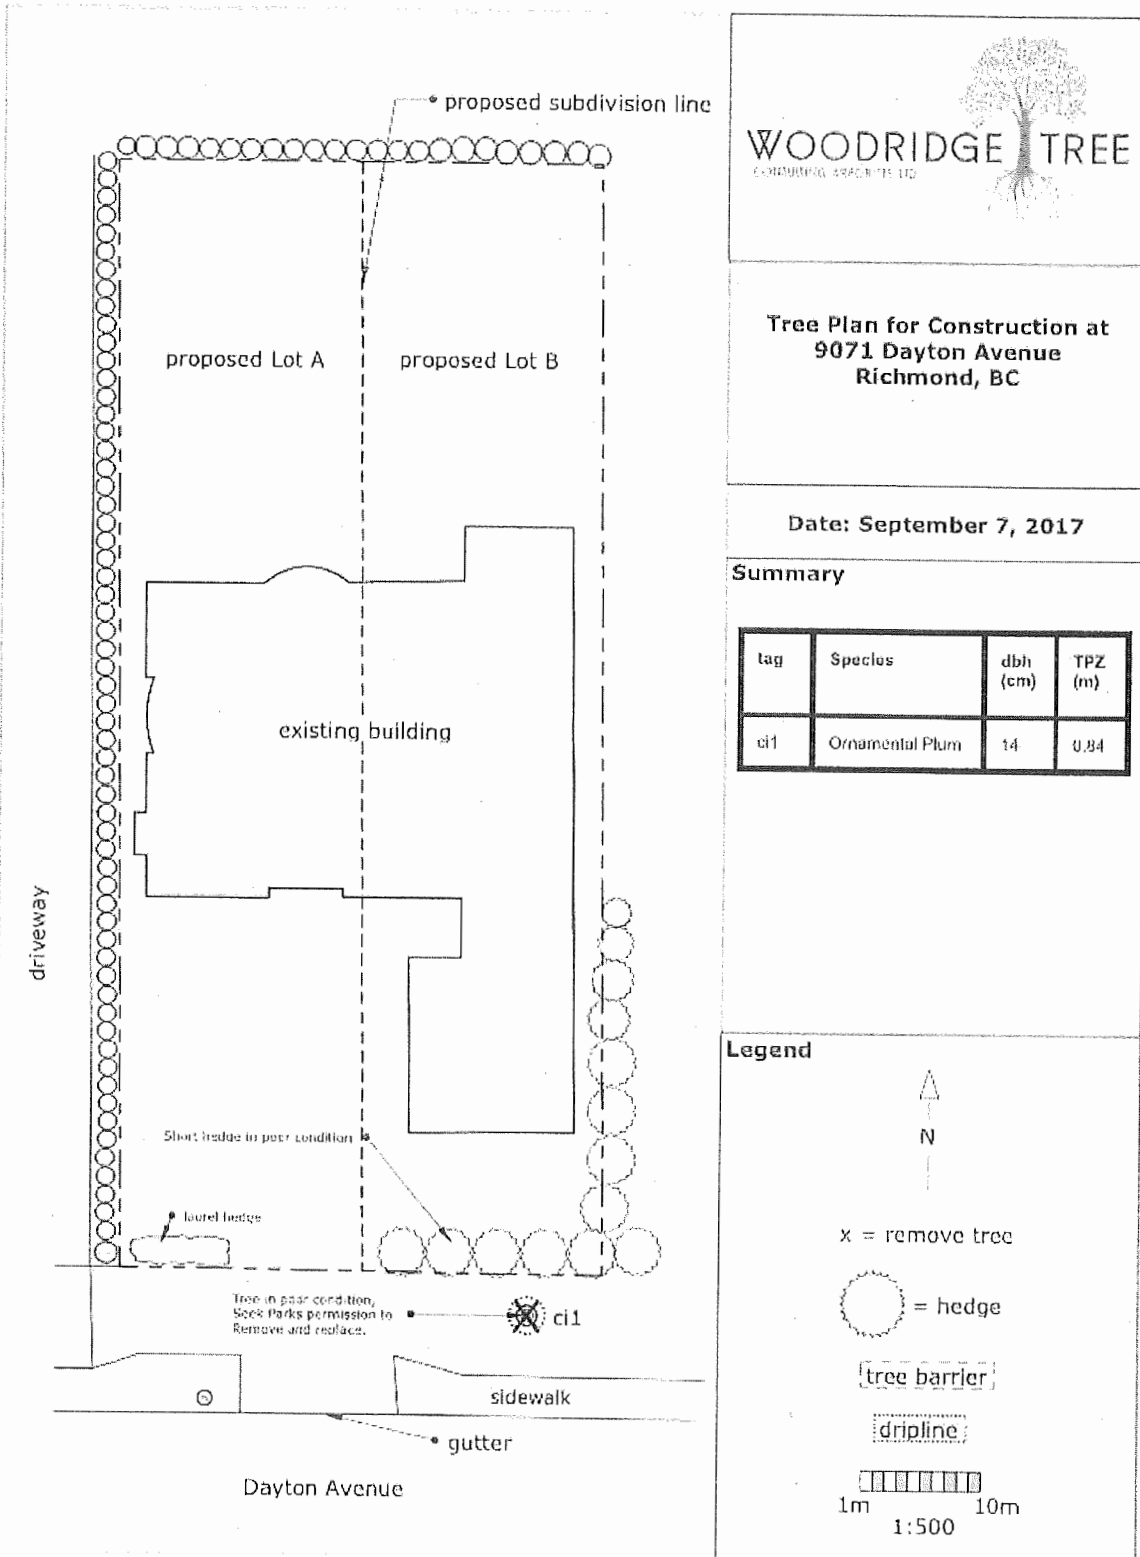 proposed subdivision line
proposed Lot A
proposed Lot B
existing building
driveway
Short hedge in poor condition
laurel hedge
Tree in poor condition,
Seek Parks permission to
Remove and replace.
ci1
sidewalk
gutter
Dayton Avenue
WOODRIDGE TREE
CONSULTING ARBORISTS LTD
Tree Plan for Construction at
9071 Dayton Avenue
Richmond, BC
Date: September 7, 2017
Summary
tag Species dbh (cm) TPZ (m)
ci1 Ornamental Plum 14 0.84
Legend
N
x = remove tree
= hedge
tree barrier
dripline
1m 10m
1:500